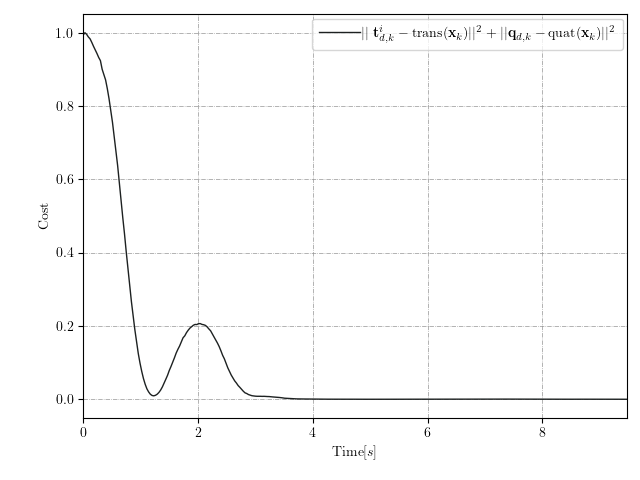 || t^i_{d,k} − trans(x_k)||^2 + ||q_{d,k} − quat(x_k)||^2
1.0
0.8
0.6
0.4
0.2
0.0
Cost
0 2 4 6 8
Time[s]